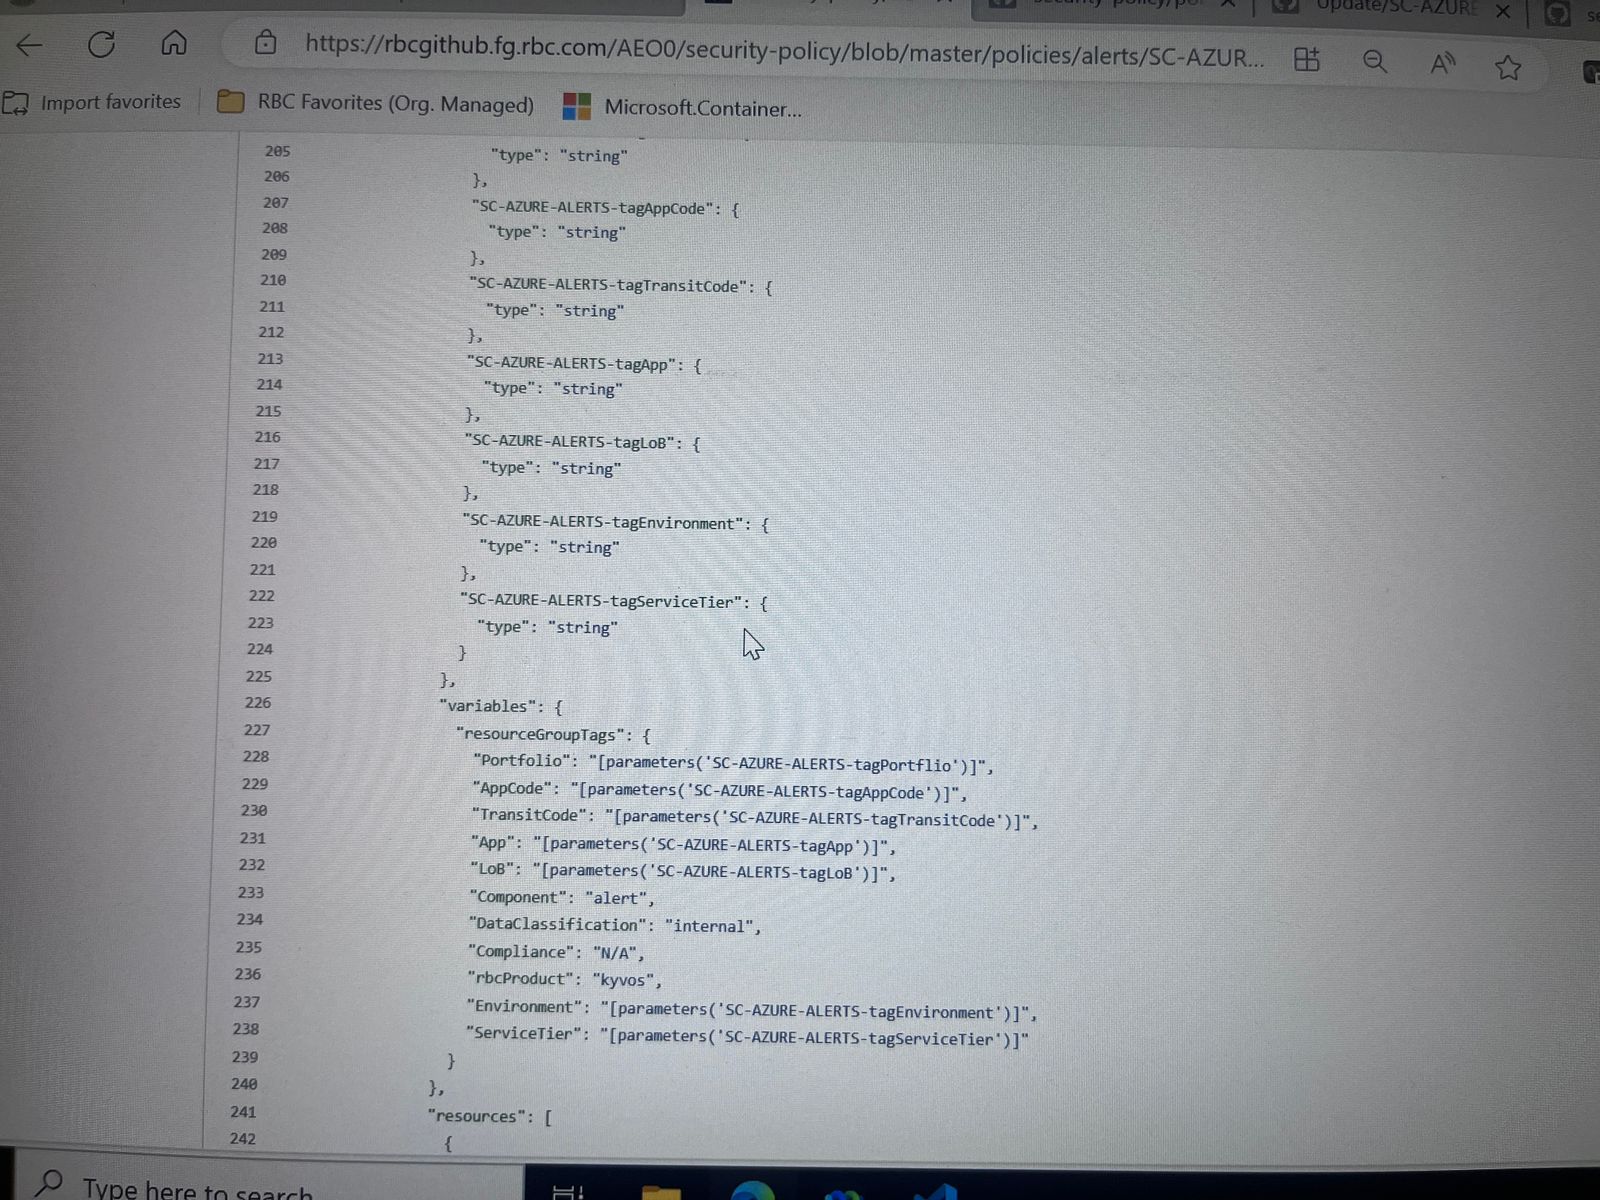 Update/SC-AZURE
https://rbcgithub.fg.rbc.com/AEO0/security-policy/blob/master/policies/alerts/SC-AZUR...
Import favorites
RBC Favorites (Org. Managed)
Microsoft.Container...
205 "type": "string"
206 },
207 "SC-AZURE-ALERTS-tagAppCode": {
208 "type": "string"
209 },
210 "SC-AZURE-ALERTS-tagTransitCode": {
211 "type": "string"
212 },
213 "SC-AZURE-ALERTS-tagApp": {
214 "type": "string"
215 },
216 "SC-AZURE-ALERTS-tagLoB": {
217 "type": "string"
218 },
219 "SC-AZURE-ALERTS-tagEnvironment": {
220 "type": "string"
221 },
222 "SC-AZURE-ALERTS-tagServiceTier": {
223 "type": "string"
224 }
225 },
226 "variables": {
227 "resourceGroupTags": {
228 "Portfolio": "[parameters('SC-AZURE-ALERTS-tagPortflio')]",
229 "AppCode": "[parameters('SC-AZURE-ALERTS-tagAppCode')]",
230 "TransitCode": "[parameters('SC-AZURE-ALERTS-tagTransitCode')]",
231 "App": "[parameters('SC-AZURE-ALERTS-tagApp')]",
232 "LoB": "[parameters('SC-AZURE-ALERTS-tagLoB')]",
233 "Component": "alert",
234 "DataClassification": "internal",
235 "Compliance": "N/A",
236 "rbcProduct": "kyvos",
237 "Environment": "[parameters('SC-AZURE-ALERTS-tagEnvironment')]",
238 "ServiceTier": "[parameters('SC-AZURE-ALERTS-tagServiceTier')]"
239 }
240 },
241 "resources": [
242 {
Type here to search